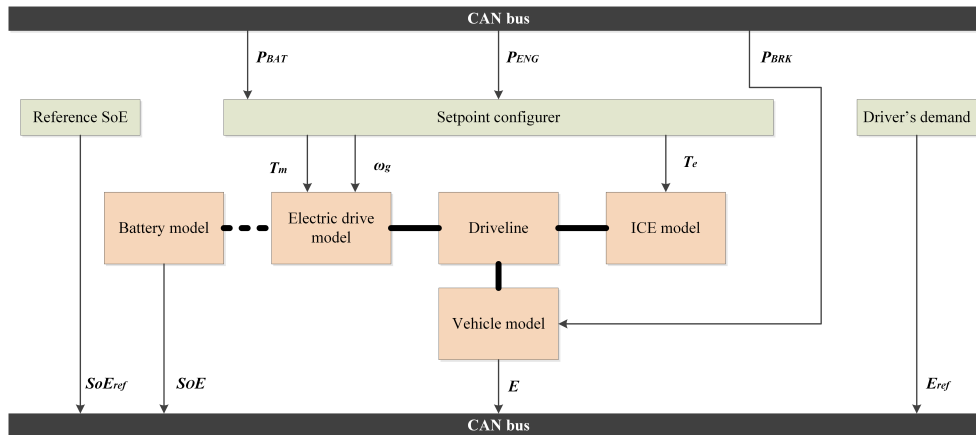 CAN bus
P_BAT
P_ENG
P_BRK
Reference SoE
Setpoint configurer
Driver's demand
T_m
ω_g
T_e
Battery model
Electric drive
model
Driveline
ICE model
Vehicle model
SoE_ref
SOE
E
E_ref
CAN bus